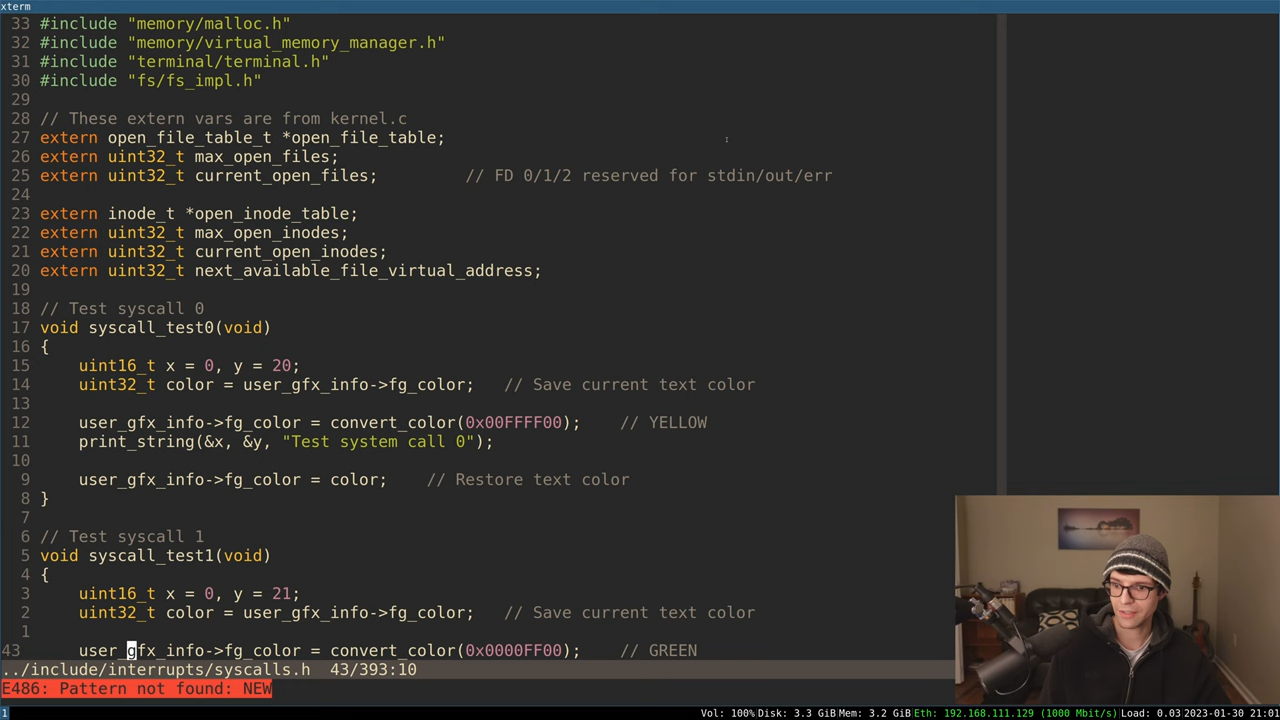 xterm
33 #include "memory/malloc.h"
32 #include "memory/virtual_memory_manager.h"
31 #include "terminal/terminal.h"
30 #include "fs/fs_impl.h"
29
28 // These extern vars are from kernel.c
27 extern open_file_table_t *open_file_table;
26 extern uint32_t max_open_files;
25 extern uint32_t current_open_files;         // FD 0/1/2 reserved for stdin/out/err
24
23 extern inode_t *open_inode_table;
22 extern uint32_t max_open_inodes;
21 extern uint32_t current_open_inodes;
20 extern uint32_t next_available_file_virtual_address;
19
18 // Test syscall 0
17 void syscall_test0(void)
16 {
15     uint16_t x = 0, y = 20;
14     uint32_t color = user_gfx_info->fg_color;   // Save current text color
13
12     user_gfx_info->fg_color = convert_color(0x00FFFF00);    // YELLOW
11     print_string(&x, &y, "Test system call 0");
10
9     user_gfx_info->fg_color = color;    // Restore text color
8 }
7
6 // Test syscall 1
5 void syscall_test1(void)
4 {
3     uint16_t x = 0, y = 21;
2     uint32_t color = user_gfx_info->fg_color;   // Save current text color
1
43     user_gfx_info->fg_color = convert_color(0x0000FF00);    // GREEN
../include/interrupts/syscalls.h  43/393:10
E486: Pattern not found: NEW
1 Vol: 100% Disk: 3.3 GiB Mem: 3.2 GiB Eth: 192.168.111.129 (1000 Mbit/s) Load: 0.03 2023-01-30 21:01